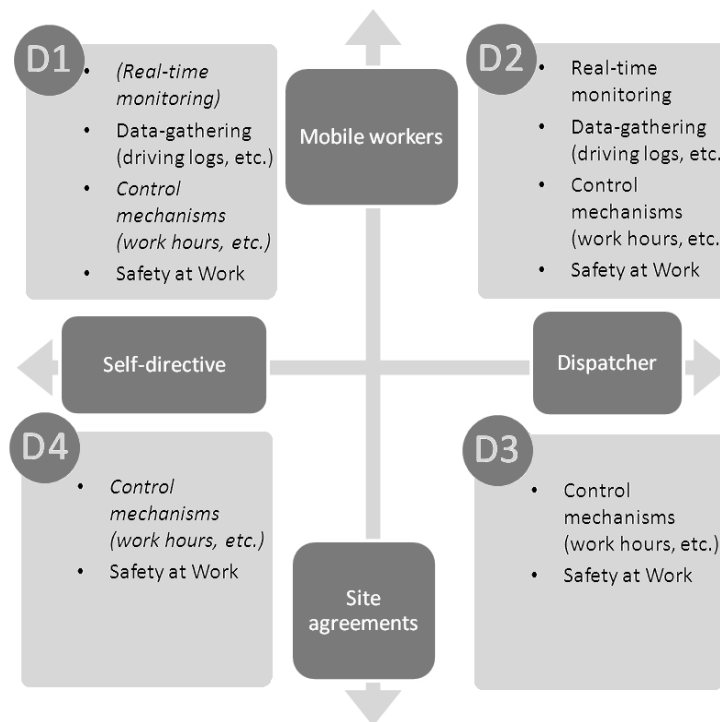 D1
• (Real-time
monitoring)
• Data-gathering
(driving logs, etc.)
• Control
mechanisms
(work hours, etc.)
• Safety at Work
Mobile workers
D2
• Real-time
monitoring
• Data-gathering
(driving logs, etc.
• Control
mechanisms
(work hours, etc.
• Safety at Work
Self-directive
Dispatcher
D4
• Control
mechanisms
(work hours, etc.)
• Safety at Work
Site
agreements
D3
• Control
mechanisms
(work hours, etc.)
• Safety at Work